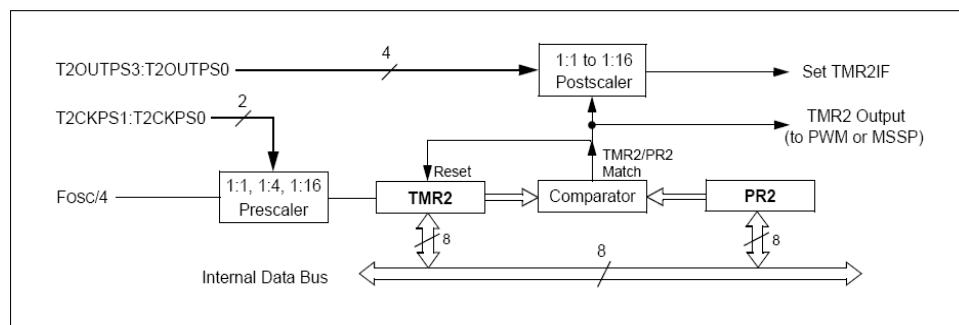 T2OUTPS3:T2OUTPS0
4
1:1 to 1:16
Postscaler
Set TMR2IF
T2CKPS1:T2CKPS0
2
TMR2 Output
(to PWM or MSSP)
TMR2/PR2
Match
Reset
Fosc/4
1:1, 1:4, 1:16
Prescaler
TMR2
Comparator
PR2
8
8
8
Internal Data Bus